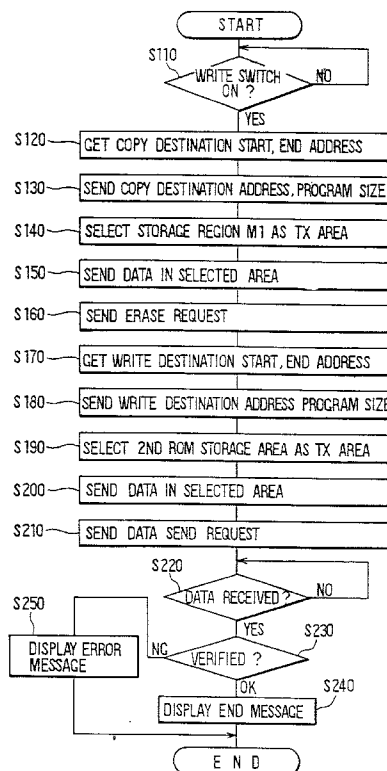 START
S110
WRITE SWITCH
ON ?
NO
YES
S120
GET COPY DESTINATION START, END ADDRESS
S130
SEND COPY DESTINATION ADDRESS, PROGRAM SIZE
S140
SELECT STORAGE REGION M1 AS TX AREA
S150
SEND DATA IN SELECTED AREA
S160
SEND ERASE REQUEST
S170
GET WRITE DESTINATION START, END ADDRESS
S180
SEND WRITE DESTINATION ADDRESS PROGRAM SIZE
S190
SELECT 2ND ROM STORAGE AREA AS TX AREA
S200
SEND DATA IN SELECTED AREA
S210
SEND DATA SEND REQUEST
S220
DATA RECEIVED ?
NO
YES
S230
S250
VERIFIED ?
NG
DISPLAY ERROR
MESSAGE
OK
S240
DISPLAY END MESSAGE
END